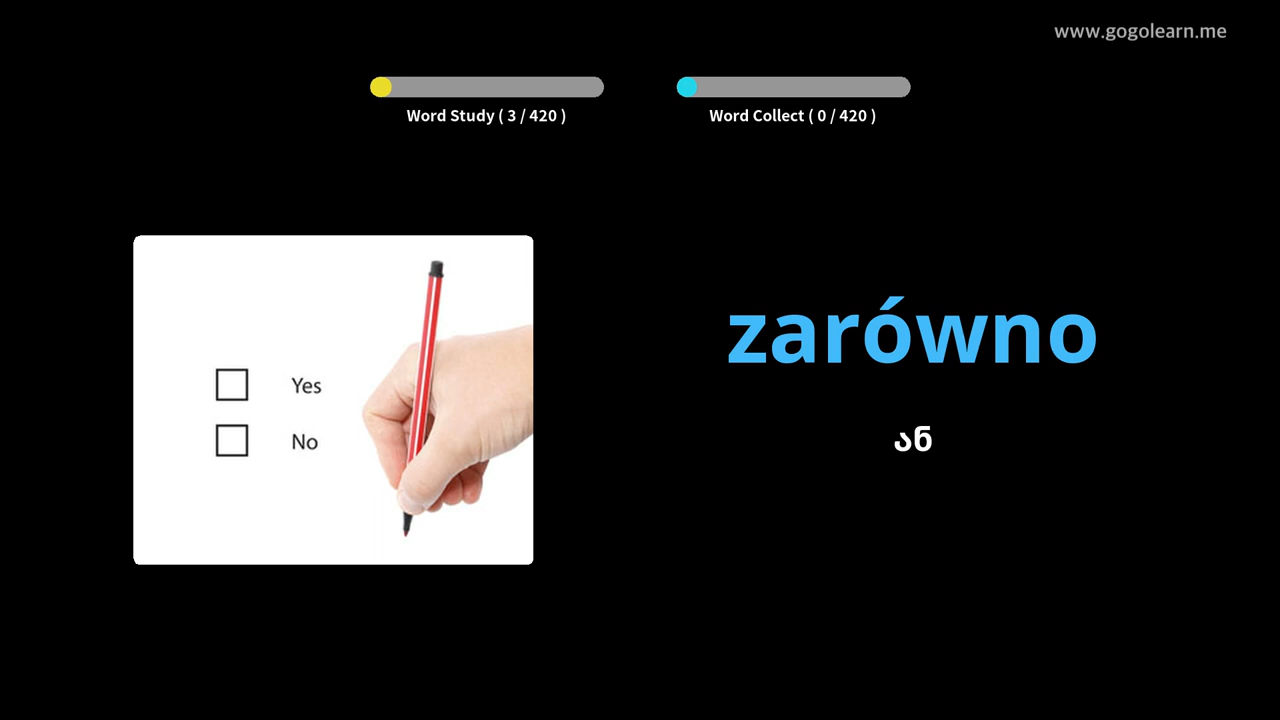 www.gogolearn.me
Word Study ( 3 / 420 )
Word Collect ( 0 / 420 )
Yes
No
zarówno
ან